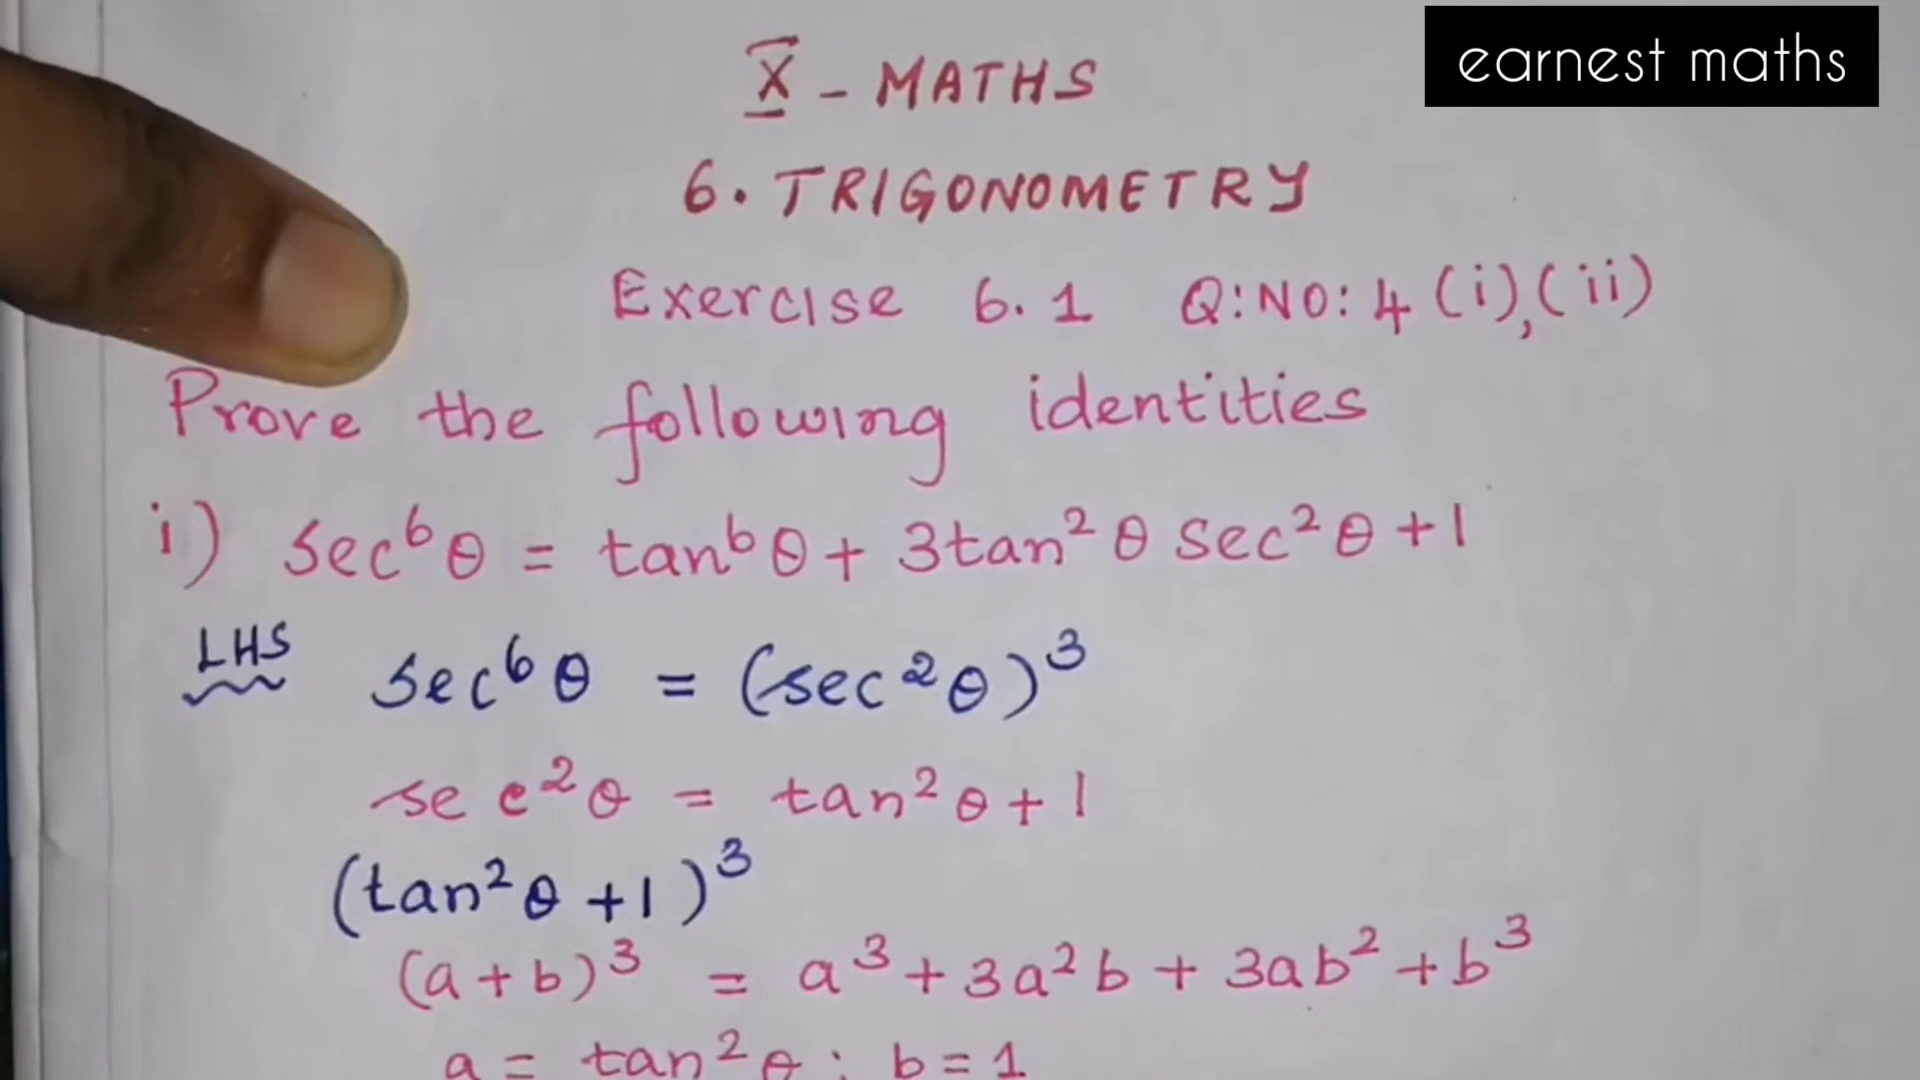 earnest maths
X - MATHS
6. TRIGONOMETRY
Exercise 6.1 Q:NO: 4 (i),(ii)
Prove the following identities
i) sec⁶θ = tan⁶θ + 3tan²θ sec²θ + 1
LHS sec⁶θ = (sec²θ)³
sec²θ = tan²θ + 1
(tan²θ + 1)³
(a + b)³ = a³ + 3a²b + 3ab² + b³
a = tan²θ ; b = 1